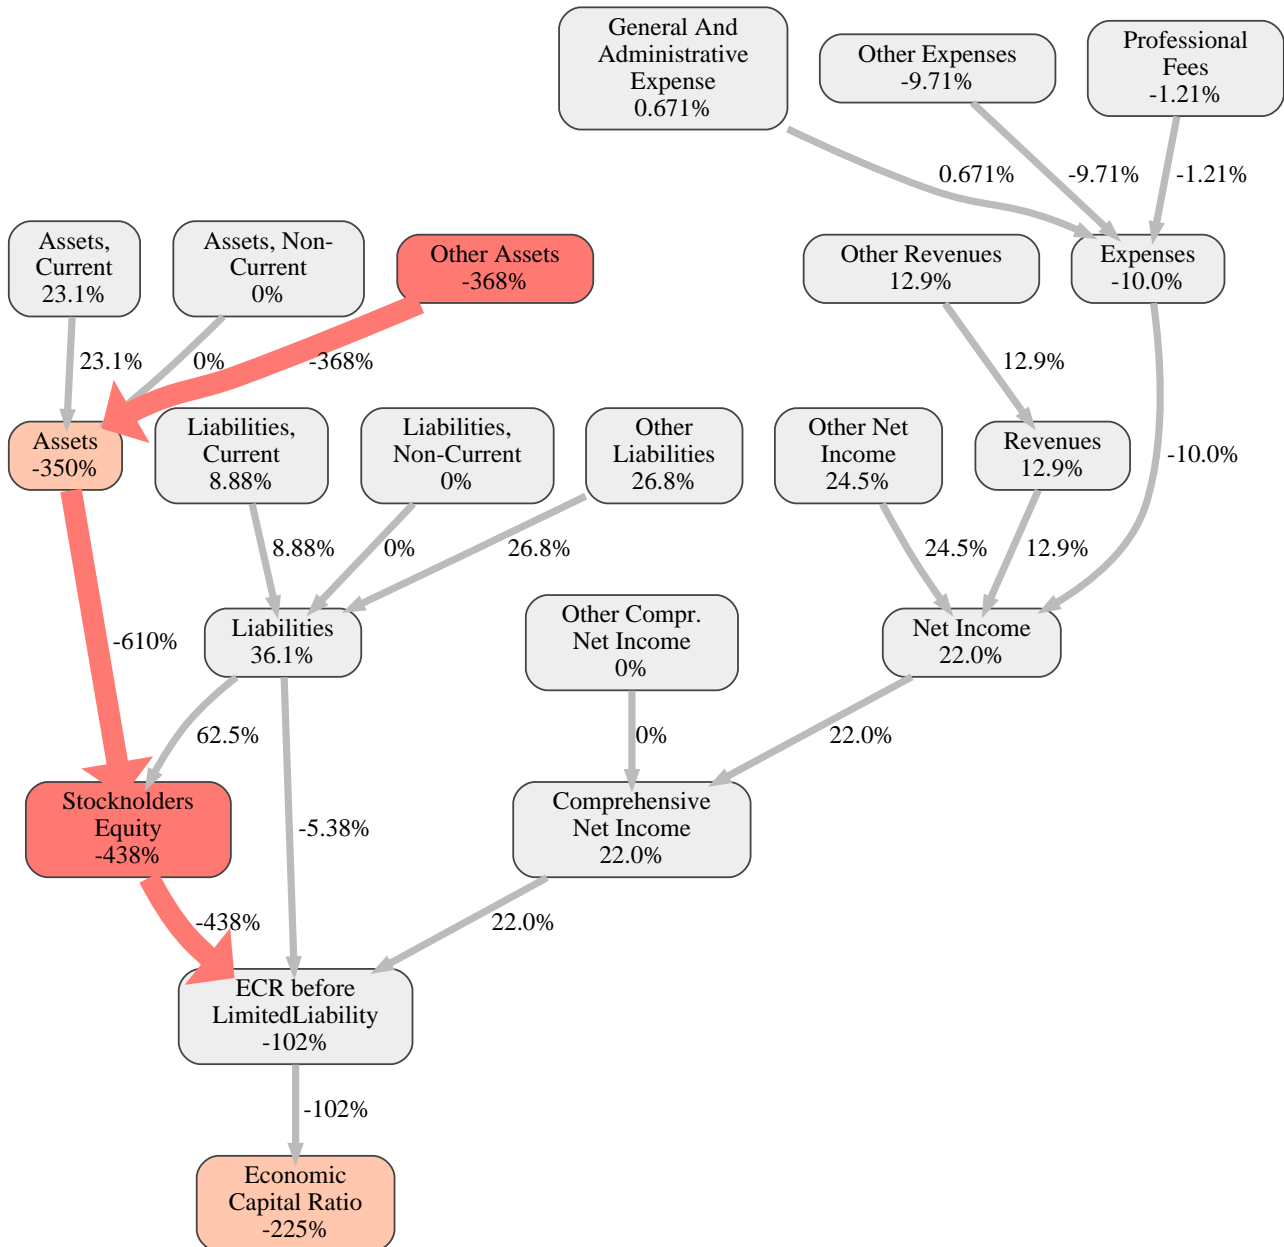 General And
Administrative
Expense
0.671%
Other Expenses
-9.71%
Professional
Fees
-1.21%
0.671%
-9.71%
-1.21%
Assets,
Current
23.1%
Assets, Non-
Current
0%
Other Assets
-368%
Other Revenues
12.9%
Expenses
-10.0%
23.1%
0%
-368%
12.9%
Assets
-350%
Liabilities,
Current
8.88%
Liabilities,
Non-Current
0%
Other
Liabilities
26.8%
Other Net
Income
24.5%
Revenues
12.9%
-10.0%
8.88%
0%
26.8%
24.5%
12.9%
-610%
Liabilities
36.1%
Other Compr.
Net Income
0%
Net Income
22.0%
62.5%
0%
22.0%
-5.38%
Stockholders
Equity
-438%
Comprehensive
Net Income
22.0%
-438%
22.0%
ECR before
LimitedLiability
-102%
-102%
Economic
Capital Ratio
-225%